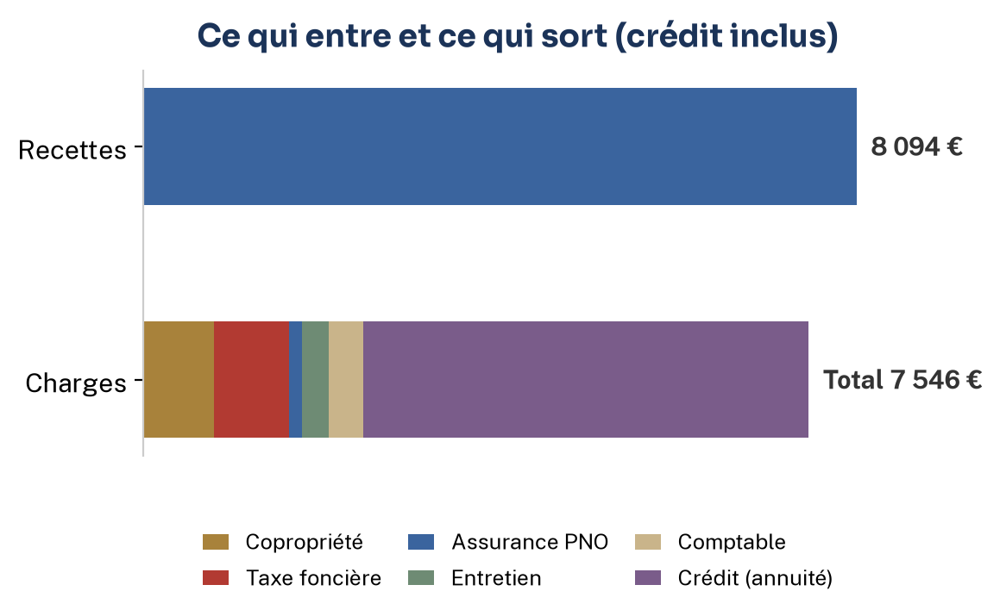 Ce qui entre et ce qui sort (crédit inclus)
Recettes
8 094 €
Charges
Total 7 546 €
Copropriété
Assurance PNO
Comptable
Taxe foncière
Entretien
Crédit (annuité)